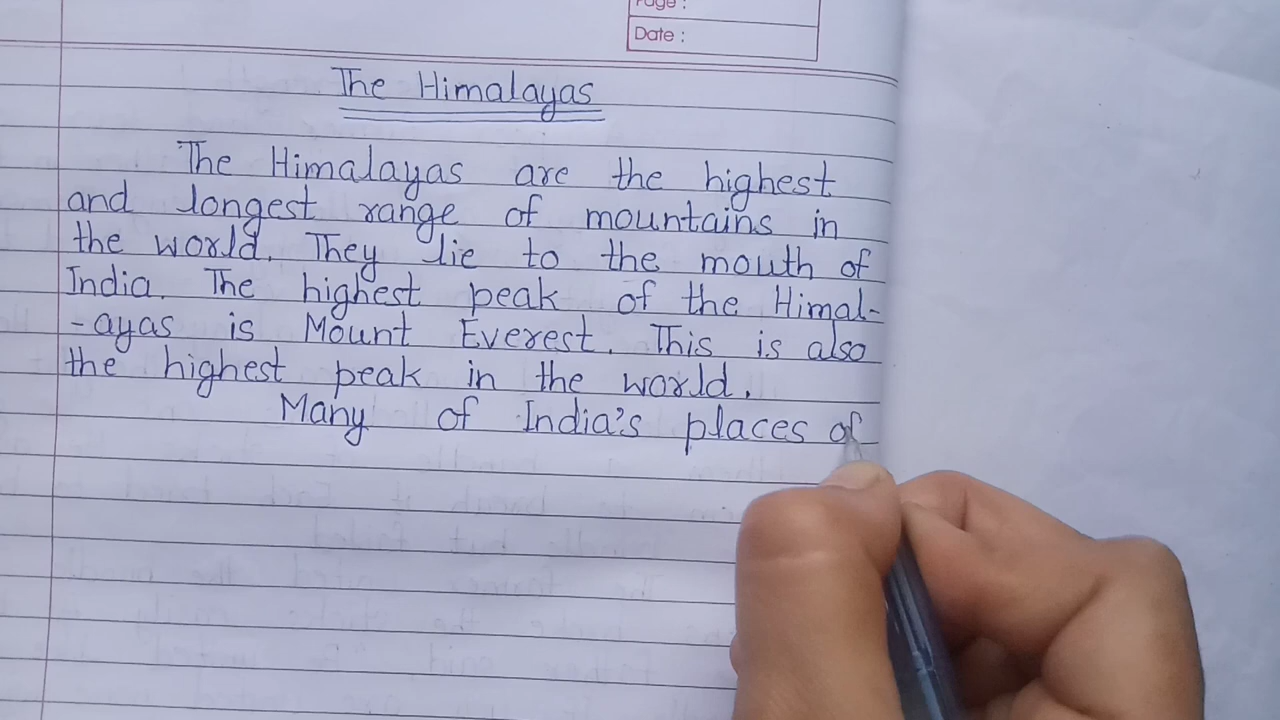 Page :
Date :
The Himalayas
The Himalayas are the highest
and longest range of mountains in
the world. They lie to the mouth of
India. The highest peak of the Himal-
-ayas is Mount Everest. This is also
the highest peak in the world.
Many of India's places of